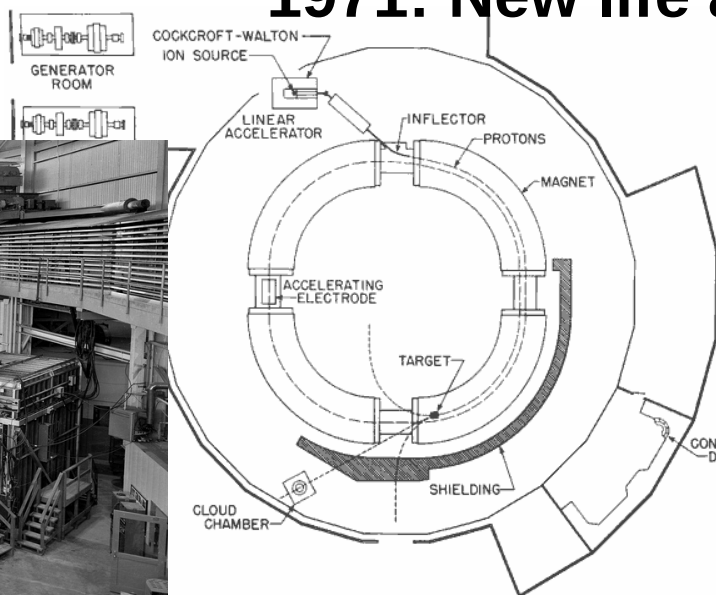 1971: New life
COCKCROFT-WALTON
ION SOURCE
GENERATOR
ROOM
LINEAR
ACCELERATOR
INFLECTOR
PROTONS
MAGNET
ACCELERATING
ELECTRODE
TARGET
SHIELDING
CLOUD
CHAMBER